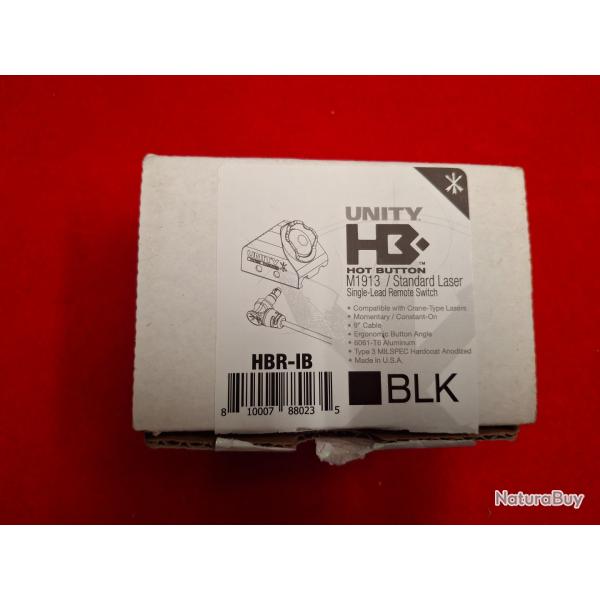 UNITY™
HB™
HOT BUTTON
M1913 / Standard Laser
Single-Lead Remote Switch
• Compatible with Crane-Type Lasers
• Momentary / Constant-On
• 9" Cable
• Ergonomic Button Angle
• 6061-T6 Aluminum
• Type 3 MILSPEC Hardcoat Anodized
• Made in U.S.A.
UNITY
HBR-IB
8 10007 88023 5
BLK
NaturaBuy